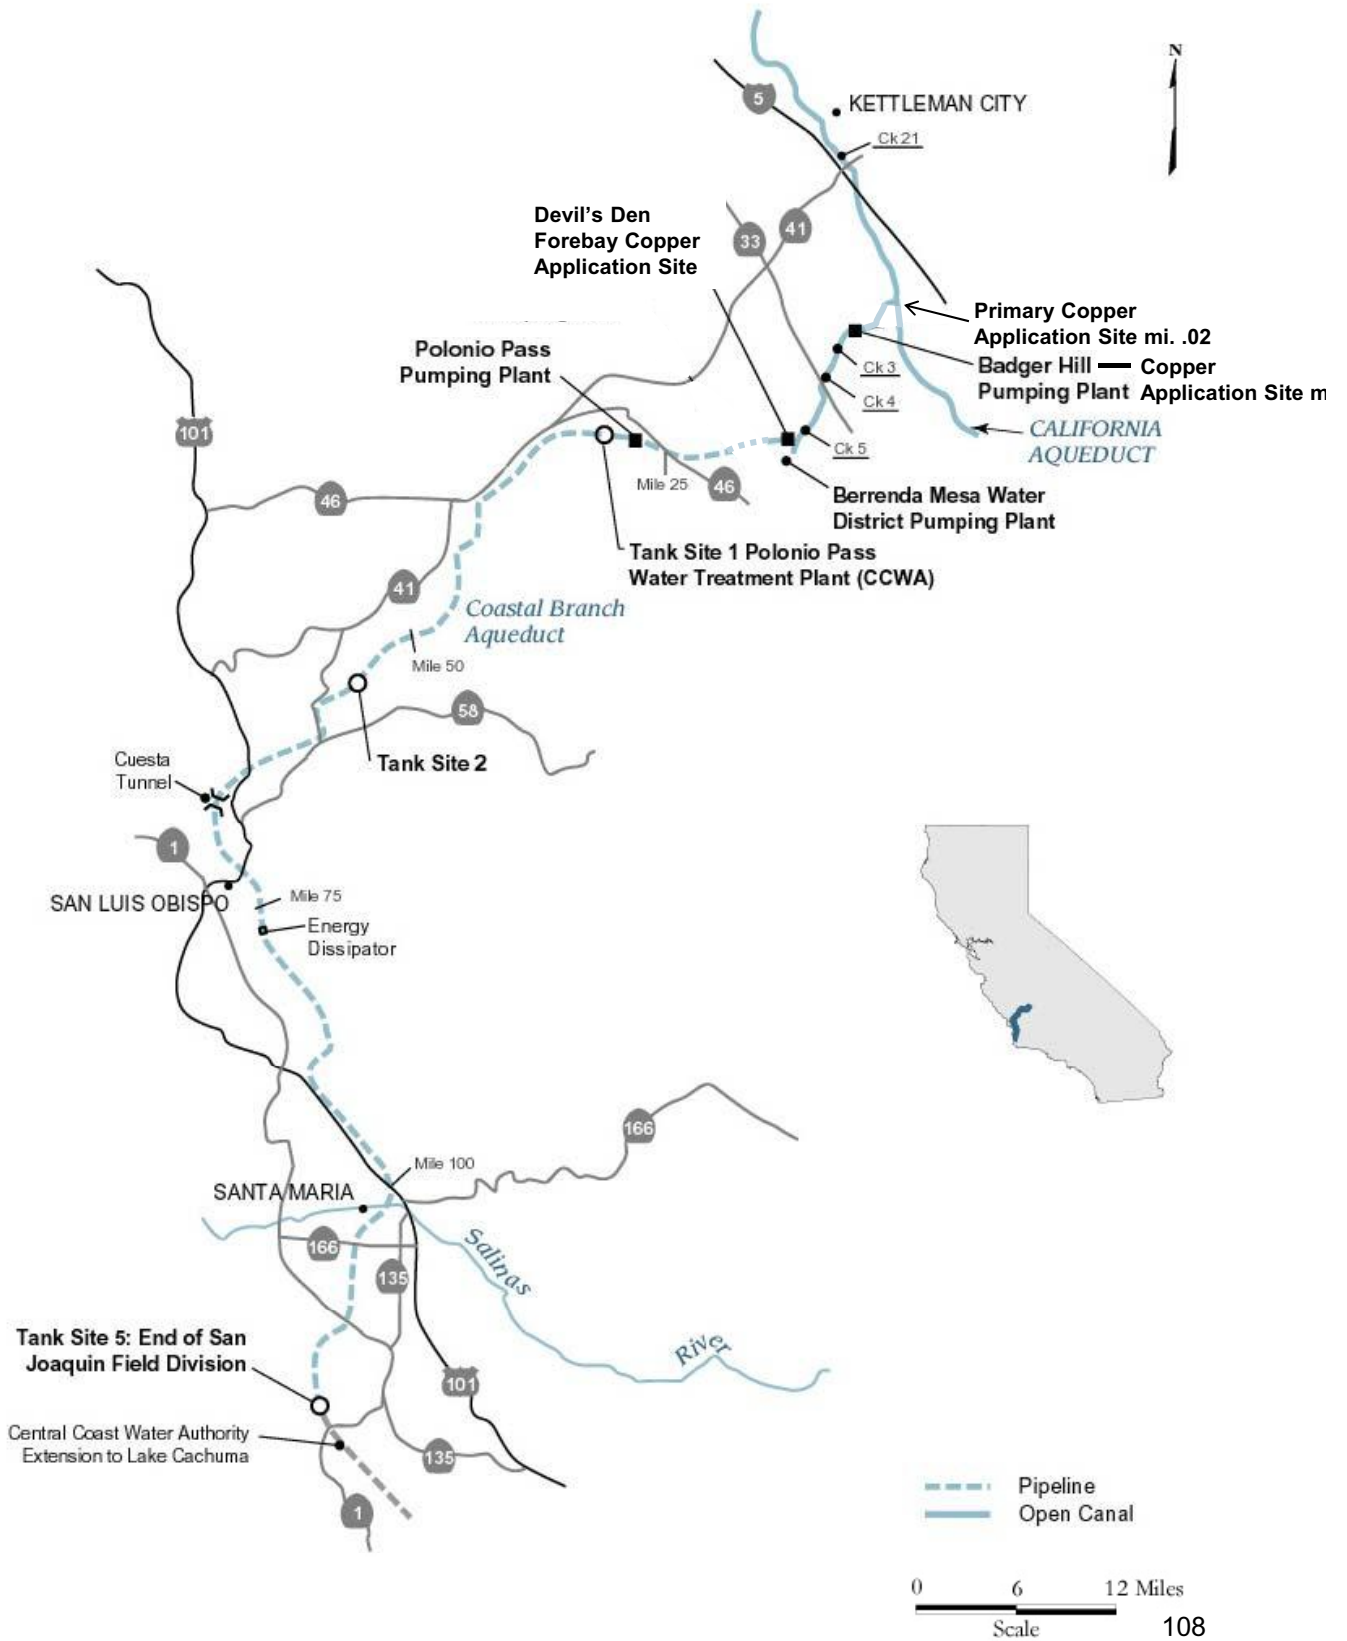 N
5
KETTLEMAN CITY
Ck 21
Devil's Den
Forebay Copper
Application Site
33
41
Primary Copper
Application Site mi. .02
Polonio Pass
Pumping Plant
Badger Hill
Pumping Plant
Copper
Application Site m
Ck 3
Ck 4
101
CALIFORNIA
AQUEDUCT
Ck 5
Mile 25
46
46
Berrenda Mesa Water
District Pumping Plant
Tank Site 1 Polonio Pass
Water Treatment Plant (CCWA)
41
Coastal Branch
Aqueduct
Mile 50
58
Cuesta
Tunnel
Tank Site 2
1
SAN LUIS OBISPO
Mile 75
Energy
Dissipator
166
Mile 100
SANTA MARIA
166
Salinas
135
Tank Site 5: End of San
Joaquin Field Division
River
101
Central Coast Water Authority
Extension to Lake Cachuma
135
1
Pipeline
Open Canal
0 6 12 Miles
Scale
108